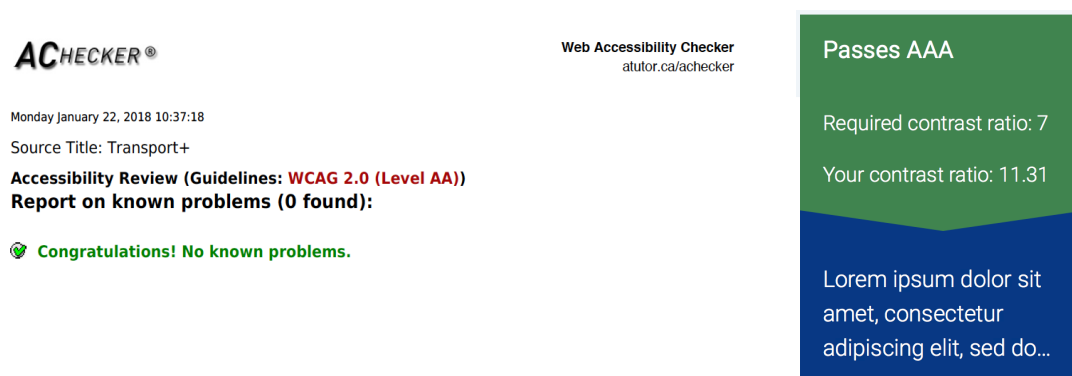 ACHECKER®
Web Accessibility Checker
atutor.ca/achecker
Monday January 22, 2018 10:37:18
Source Title: Transport+
Accessibility Review (Guidelines: WCAG 2.0 (Level AA))
Report on known problems (0 found):
Congratulations! No known problems.
Passes AAA
Required contrast ratio: 7
Your contrast ratio: 11.31
Lorem ipsum dolor sit
amet, consectetur
adipiscing elit, sed do...